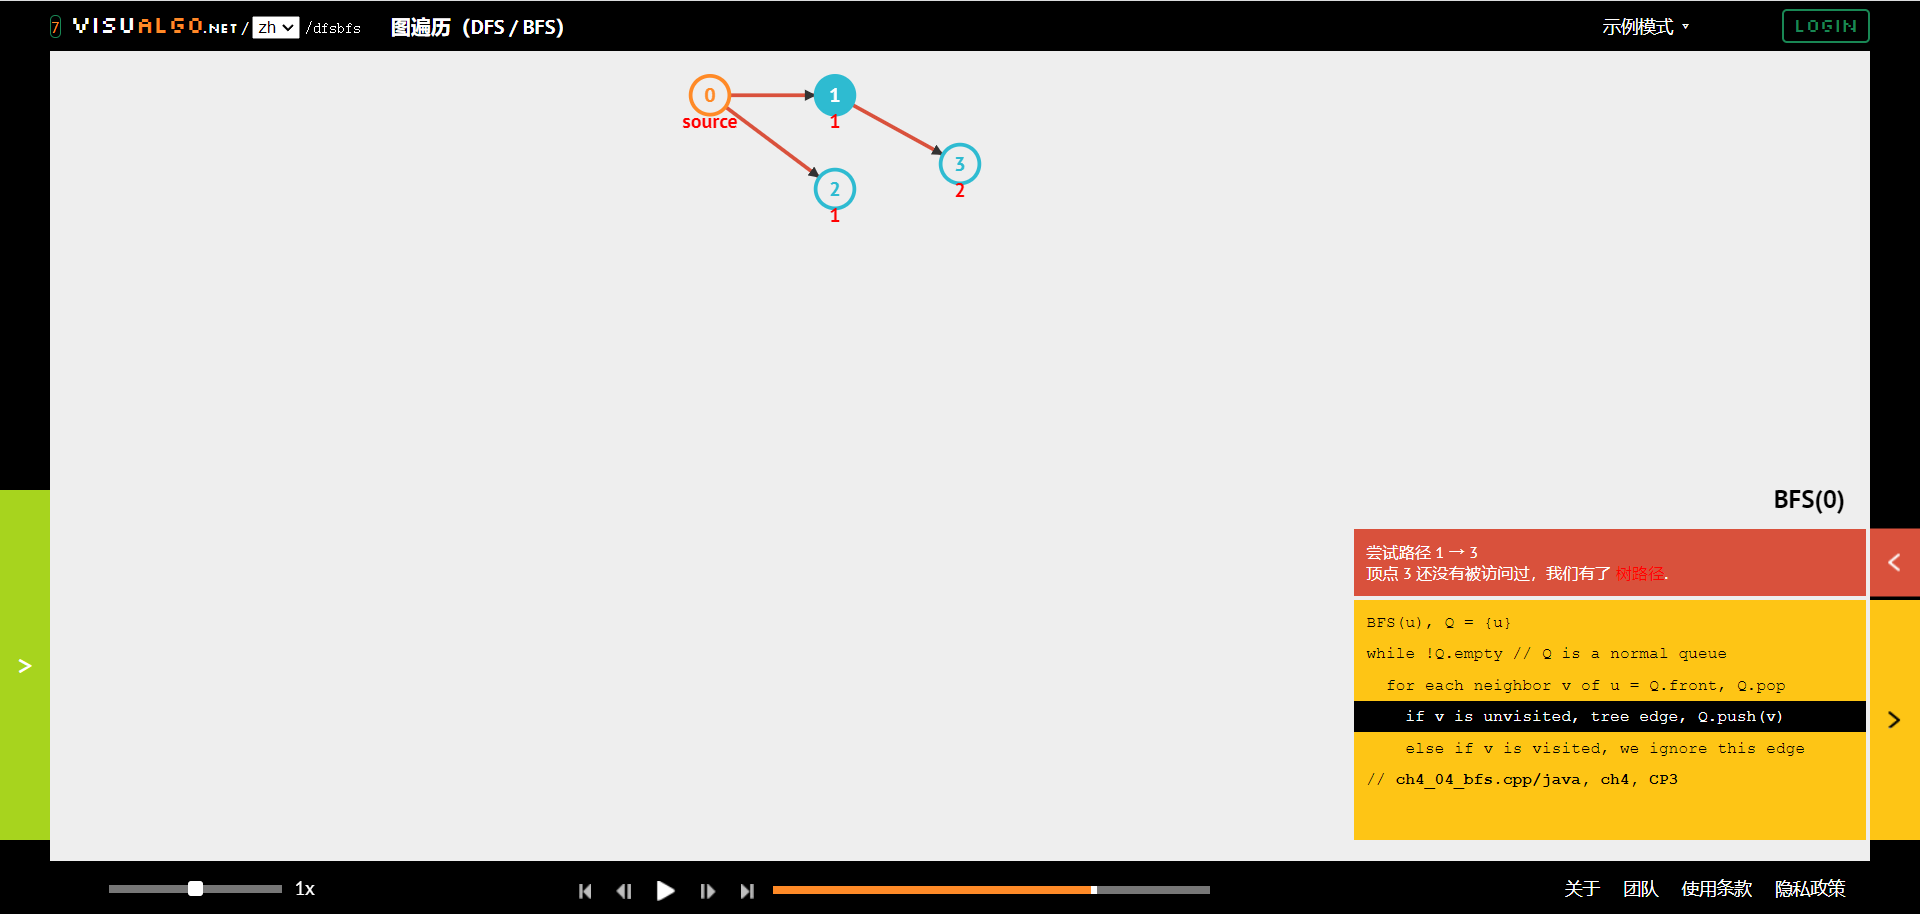 7 VISUALGO.NET / zh /dfsbfs 图遍历（DFS / BFS） 示例模式 LOGIN
0
source
1
1
3
2
2
1
BFS(0)
尝试路径 1 → 3
顶点 3 还没有被访问过，我们有了 树路径.
BFS(u), Q = {u}
while !Q.empty // Q is a normal queue
for each neighbor v of u = Q.front, Q.pop
if v is unvisited, tree edge, Q.push(v)
else if v is visited, we ignore this edge
// ch4_04_bfs.cpp/java, ch4, CP3
1x
关于 团队 使用条款 隐私政策